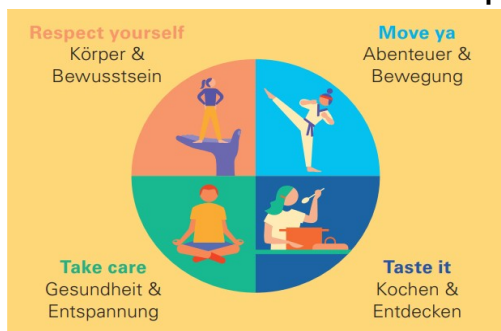 Respect yourself
Körper &
Bewusstsein
Move ya
Abenteuer &
Bewegung
Take care
Gesundheit &
Entspannung
Taste it
Kochen &
Entdecken